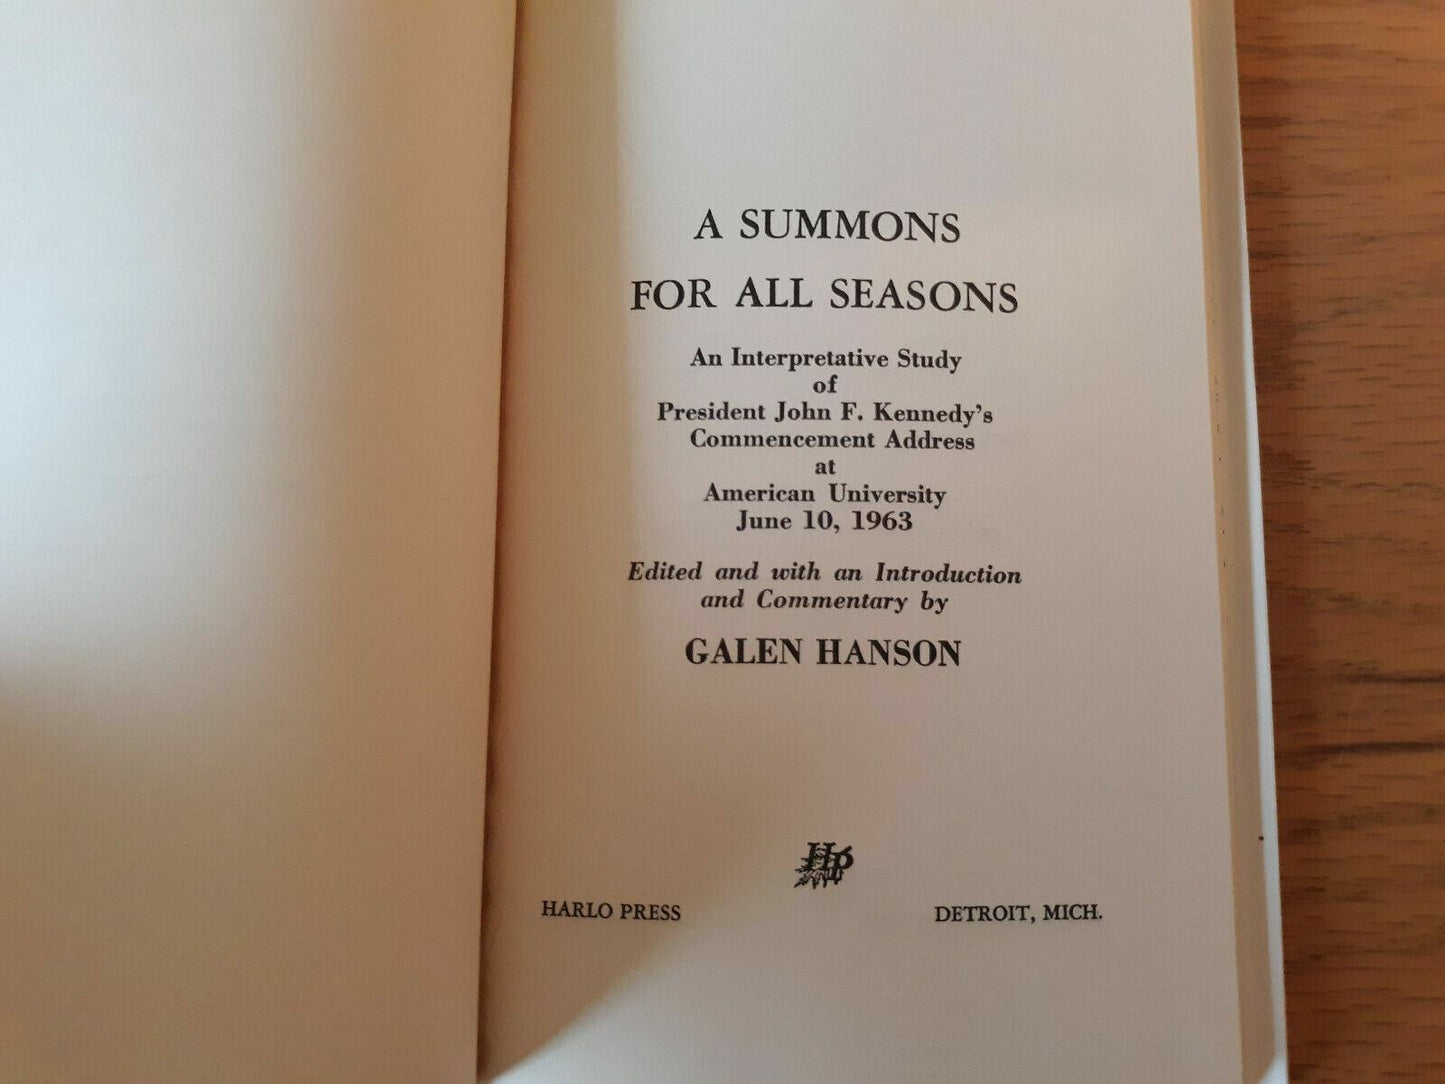 A SUMMONS
FOR ALL SEASONS
An Interpretative Study
of
President John F. Kennedy's
Commencement Address
at
American University
June 10, 1963
Edited and with an Introduction
and Commentary by
GALEN HANSON
Hp
HARLO PRESS DETROIT, MICH.